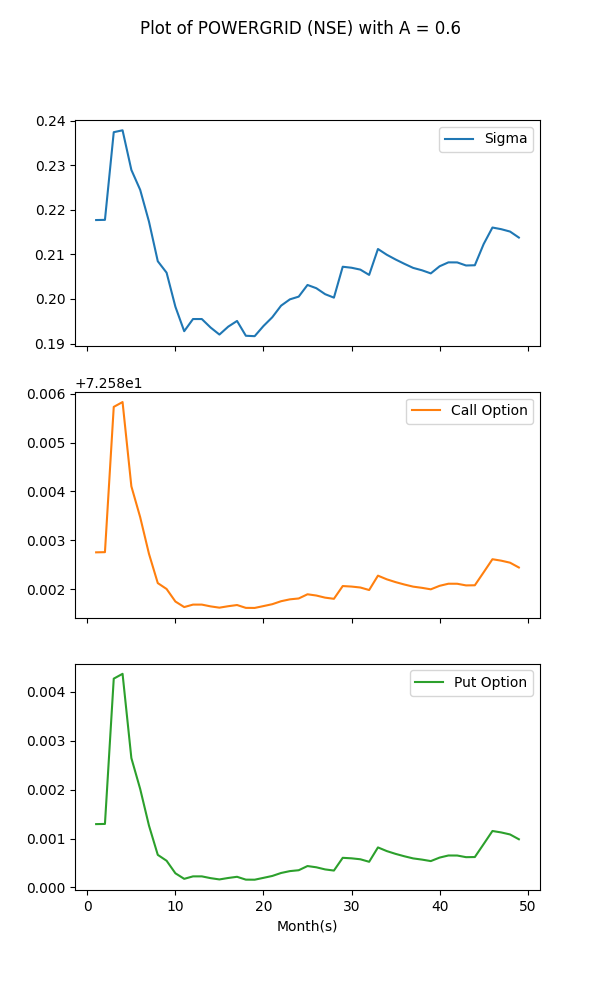 Plot of POWERGRID (NSE) with A = 0.6
0.24
0.23
0.22
0.21
0.20
0.19
Sigma
+7.258e1
0.006
0.005
0.004
0.003
0.002
Call Option
0.004
0.003
0.002
0.001
0.000
Put Option
0 10 20 30 40 50
Month(s)